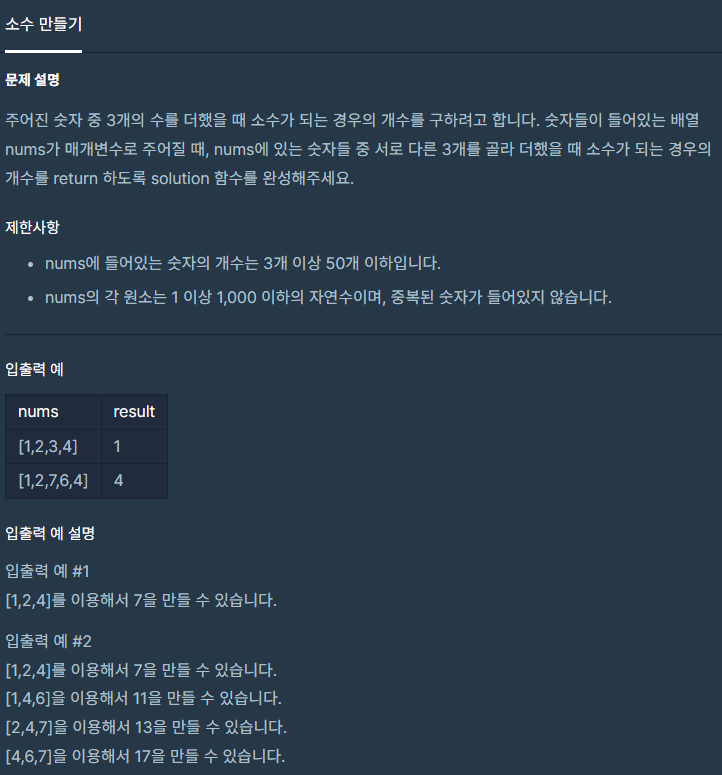 소수 만들기
문제 설명
주어진 숫자 중 3개의 수를 더했을 때 소수가 되는 경우의 개수를 구하려고 합니다. 숫자들이 들어있는 배열
nums가 매개변수로 주어질 때, nums에 있는 숫자들 중 서로 다른 3개를 골라 더했을 때 소수가 되는 경우의
개수를 return 하도록 solution 함수를 완성해주세요.
제한사항
• nums에 들어있는 숫자의 개수는 3개 이상 50개 이하입니다.
• nums의 각 원소는 1 이상 1,000 이하의 자연수이며, 중복된 숫자가 들어있지 않습니다.
입출력 예
nums result
[1,2,3,4] 1
[1,2,7,6,4] 4
입출력 예 설명
입출력 예 #1
[1,2,4]를 이용해서 7을 만들 수 있습니다.
입출력 예 #2
[1,2,4]를 이용해서 7을 만들 수 있습니다.
[1,4,6]을 이용해서 11을 만들 수 있습니다.
[2,4,7]을 이용해서 13을 만들 수 있습니다.
[4,6,7]을 이용해서 17을 만들 수 있습니다.